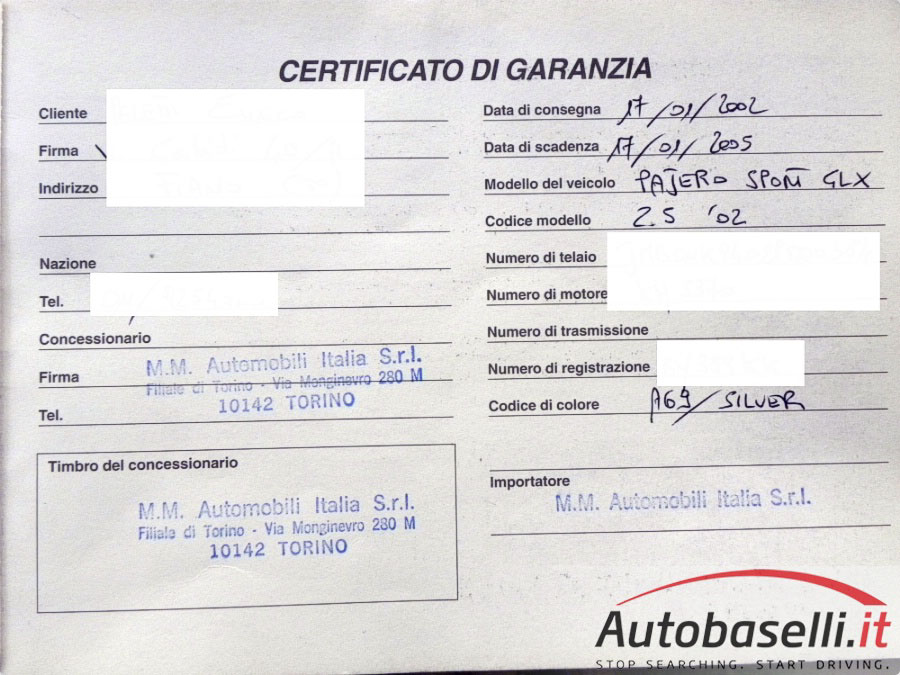 CERTIFICATO DI GARANZIA
Cliente
Firma
Indirizzo
Nazione
Tel.
Concessionario
Firma
M.M. Automobili Italia S.r.l.
Filiale di Torino - Via Monginevro 280 M
10142 TORINO
Tel.
Timbro del concessionario
M.M. Automobili Italia S.r.l.
Filiale di Torino - Via Monginevro 280 M
10142 TORINO
Data di consegna 17/01/2002
Data di scadenza 17/01/2005
Modello del veicolo PAJERO SPORT GLX
Codice modello 2.5 '02
Numero di telaio
Numero di motore
Numero di trasmissione
Numero di registrazione
Codice di colore A69/SILVER
Importatore
M.M. Automobili Italia S.r.l.
Autobaselli.it
STOP SEARCHING. START DRIVING.